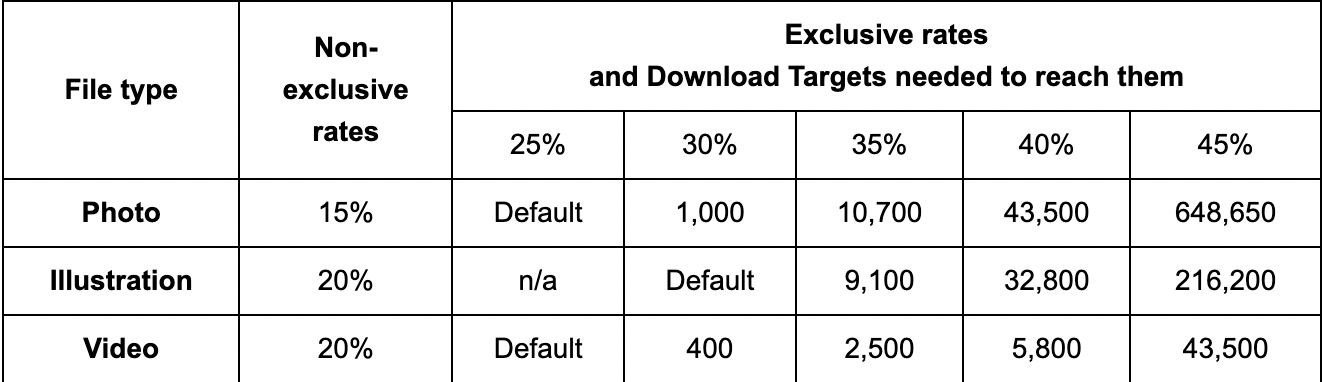 File type
Non-
exclusive
rates
Exclusive rates
and Download Targets needed to reach them
25% 30% 35% 40% 45%
Photo 15% Default 1,000 10,700 43,500 648,650
Illustration 20% n/a Default 9,100 32,800 216,200
Video 20% Default 400 2,500 5,800 43,500